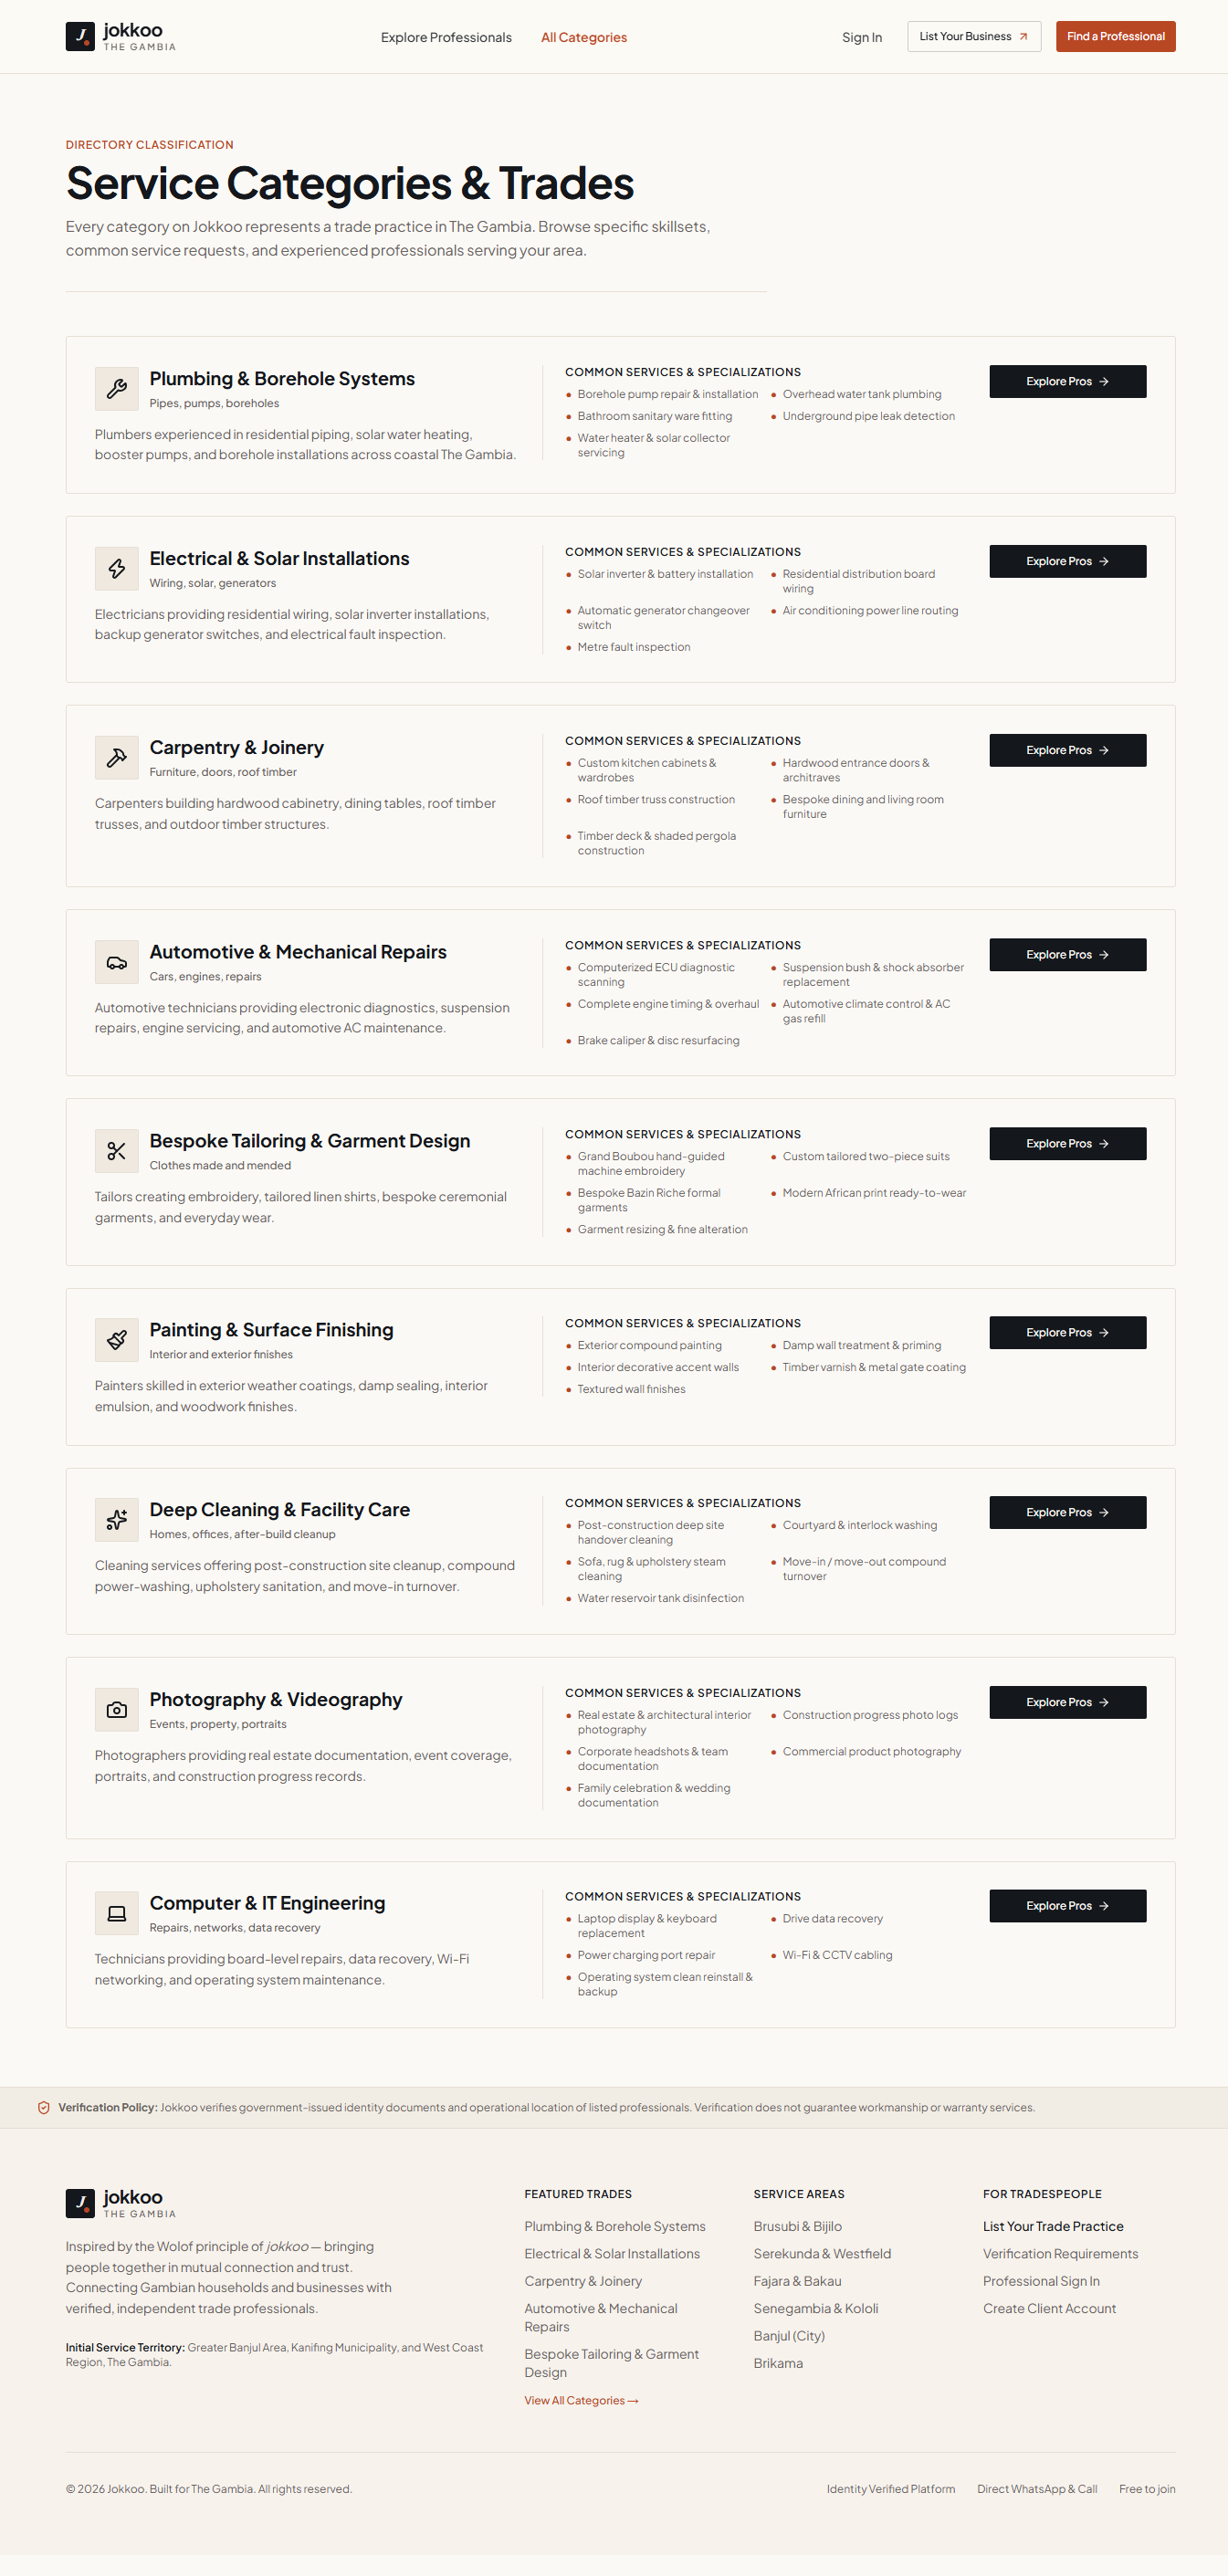 J jokkoo
THE GAMBIA
Explore Professionals
All Categories
Sign In
List Your Business
Find a Professional
DIRECTORY CLASSIFICATION
Service Categories & Trades
Every category on Jokkoo represents a trade practice in The Gambia. Browse specific skillsets,
common service requests, and experienced professionals serving your area.
Plumbing & Borehole Systems
Pipes, pumps, boreholes
Plumbers experienced in residential piping, solar water heating,
booster pumps, and borehole installations across coastal The Gambia.
COMMON SERVICES & SPECIALIZATIONS
Borehole pump repair & installation
Overhead water tank plumbing
Bathroom sanitary ware fitting
Underground pipe leak detection
Water heater & solar collector
servicing
Explore Pros →
Electrical & Solar Installations
Wiring, solar, generators
Electricians providing residential wiring, solar inverter installations,
backup generator switches, and electrical fault inspection.
COMMON SERVICES & SPECIALIZATIONS
Solar inverter & battery installation
Residential distribution board
wiring
Automatic generator changeover
switch
Air conditioning power line routing
Metre fault inspection
Explore Pros →
Carpentry & Joinery
Furniture, doors, roof timber
Carpenters building hardwood cabinetry, dining tables, roof timber
trusses, and outdoor timber structures.
COMMON SERVICES & SPECIALIZATIONS
Custom kitchen cabinets &
wardrobes
Hardwood entrance doors &
architraves
Roof timber truss construction
Bespoke dining and living room
furniture
Timber deck & shaded pergola
construction
Explore Pros →
Automotive & Mechanical Repairs
Cars, engines, repairs
Automotive technicians providing electronic diagnostics, suspension
repairs, engine servicing, and automotive AC maintenance.
COMMON SERVICES & SPECIALIZATIONS
Computerized ECU diagnostic
scanning
Suspension bush & shock absorber
replacement
Complete engine timing & overhaul
Automotive climate control & AC
gas refill
Brake caliper & disc resurfacing
Explore Pros →
Bespoke Tailoring & Garment Design
Clothes made and mended
Tailors creating embroidery, tailored linen shirts, bespoke ceremonial
garments, and everyday wear.
COMMON SERVICES & SPECIALIZATIONS
Grand Boubou hand-guided
machine embroidery
Custom tailored two-piece suits
Bespoke Bazin Riche formal
garments
Modern African print ready-to-wear
Garment resizing & fine alteration
Explore Pros →
Painting & Surface Finishing
Interior and exterior finishes
Painters skilled in exterior weather coatings, damp sealing, interior
emulsion, and woodwork finishes.
COMMON SERVICES & SPECIALIZATIONS
Exterior compound painting
Damp wall treatment & priming
Interior decorative accent walls
Timber varnish & metal gate coating
Textured wall finishes
Explore Pros →
Deep Cleaning & Facility Care
Homes, offices, after-build cleanup
Cleaning services offering post-construction site cleanup, compound
power-washing, upholstery sanitation, and move-in turnover.
COMMON SERVICES & SPECIALIZATIONS
Post-construction deep site
handover cleaning
Courtyard & interlock washing
Sofa, rug & upholstery steam
cleaning
Move-in / move-out compound
turnover
Water reservoir tank disinfection
Explore Pros →
Photography & Videography
Events, property, portraits
Photographers providing real estate documentation, event coverage,
portraits, and construction progress records.
COMMON SERVICES & SPECIALIZATIONS
Real estate & architectural interior
photography
Construction progress photo logs
Corporate headshots & team
documentation
Commercial product photography
Family celebration & wedding
documentation
Explore Pros →
Computer & IT Engineering
Repairs, networks, data recovery
Technicians providing board-level repairs, data recovery, Wi-Fi
networking, and operating system maintenance.
COMMON SERVICES & SPECIALIZATIONS
Laptop display & keyboard
replacement
Drive data recovery
Power charging port repair
Wi-Fi & CCTV cabling
Operating system clean reinstall &
backup
Explore Pros →
Verification Policy: Jokkoo verifies government-issued identity documents and operational location of listed professionals. Verification does not guarantee workmanship or warranty services.
J jokkoo
THE GAMBIA
Inspired by the Wolof principle of jokkoo — bringing
people together in mutual connection and trust.
Connecting Gambian households and businesses with
verified, independent trade professionals.
Initial Service Territory: Greater Banjul Area, Kanifing Municipality, and West Coast
Region, The Gambia.
FEATURED TRADES
Plumbing & Borehole Systems
Electrical & Solar Installations
Carpentry & Joinery
Automotive & Mechanical
Repairs
Bespoke Tailoring & Garment
Design
View All Categories →
SERVICE AREAS
Brusubi & Bijilo
Serekunda & Westfield
Fajara & Bakau
Senegambia & Kololi
Banjul (City)
Brikama
FOR TRADESPEOPLE
List Your Trade Practice
Verification Requirements
Professional Sign In
Create Client Account
© 2026 Jokkoo. Built for The Gambia. All rights reserved.
Identity Verified Platform
Direct WhatsApp & Call
Free to join